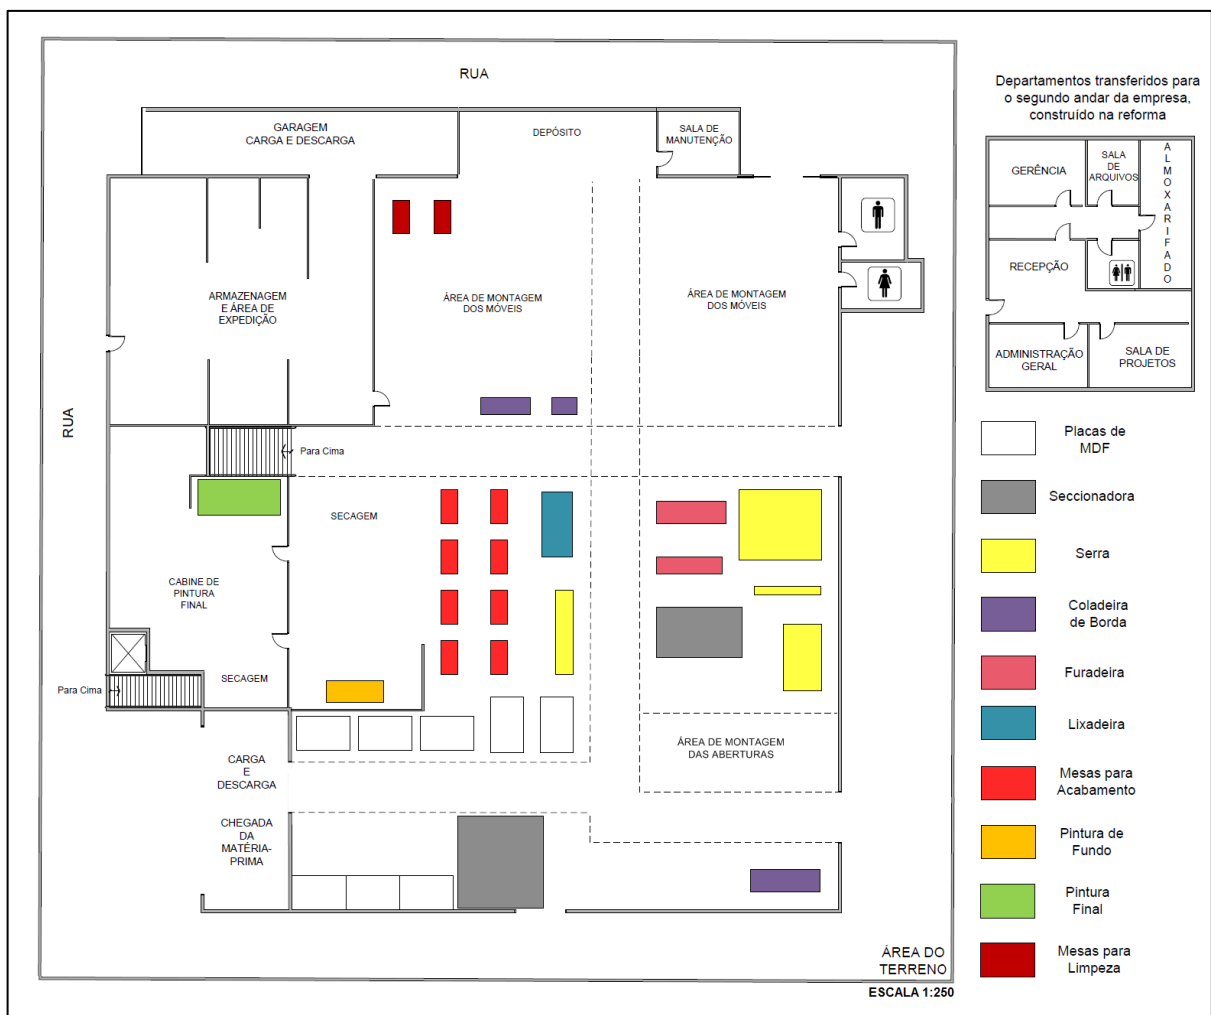 RUA
Departamentos transferidos para
o segundo andar da empresa,
construído na reforma
GARAGEM
CARGA E DESCARGA
DEPÓSITO
SALA DE
MANUTENÇÃO
GERÊNCIA
SALA
DE
ARQUIVOS
ALMOXARIFADO
RECEPÇÃO
ADMINISTRAÇÃO
GERAL
SALA DE
PROJETOS
ARMAZENAGEM
E ÁREA DE
EXPEDIÇÃO
ÁREA DE MONTAGEM
DOS MÓVEIS
ÁREA DE MONTAGEM
DOS MÓVEIS
RUA
Para Cima
SECAGEM
CABINE DE
PINTURA
FINAL
SECAGEM
Para Cima
CARGA
E
DESCARGA
CHEGADA
DA
MATÉRIA-
PRIMA
ÁREA DE MONTAGEM
DAS ABERTURAS
Placas de
MDF
Seccionadora
Serra
Coladeira
de Borda
Furadeira
Lixadeira
Mesas para
Acabamento
Pintura de
Fundo
Pintura
Final
Mesas para
Limpeza
ÁREA DO
TERRENO
ESCALA 1:250